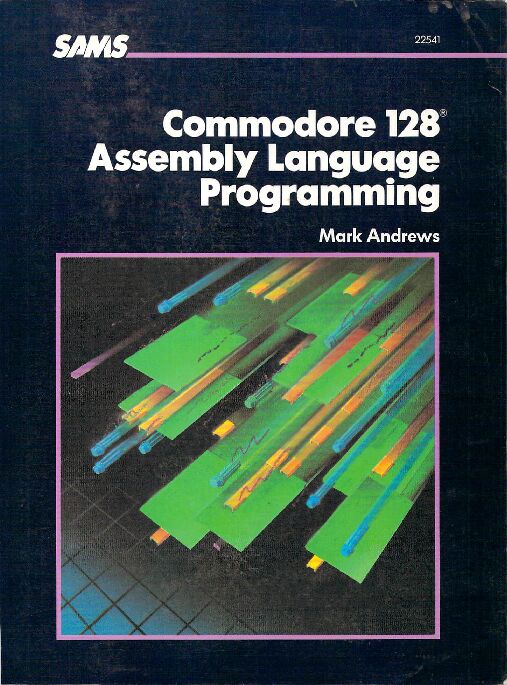 SAMS
22541
Commodore 128®
Assembly Language
Programming
Mark Andrews